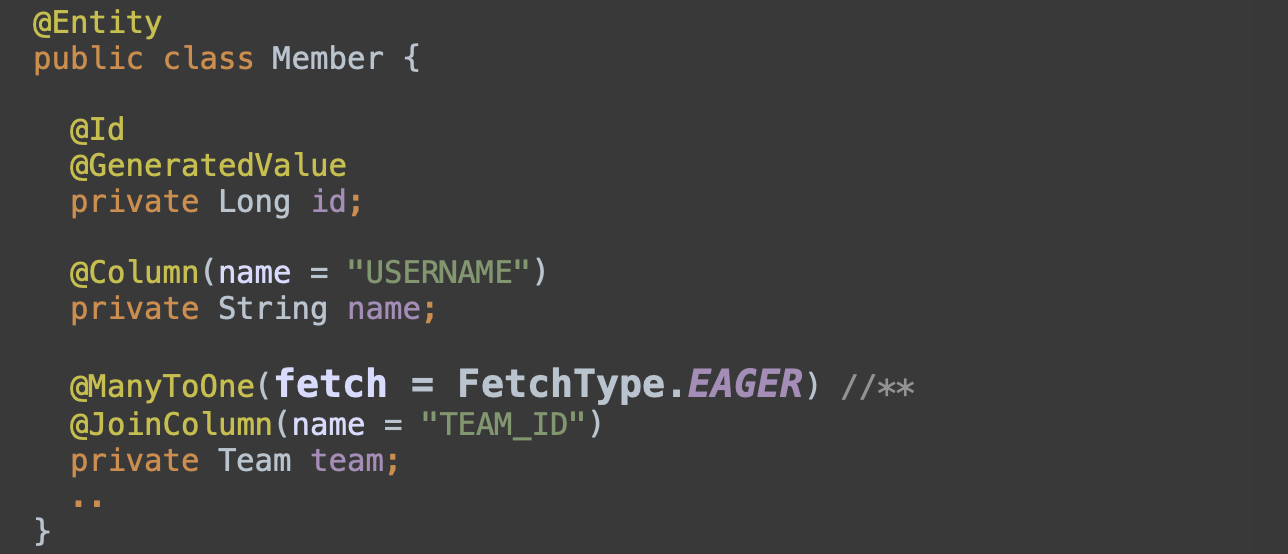 @Entity
public class Member {
@Id
@GeneratedValue
private Long id;
@Column(name = "USERNAME")
private String name;
@ManyToOne(fetch = FetchType.EAGER) //**
@JoinColumn(name = "TEAM_ID")
private Team team;
..
}